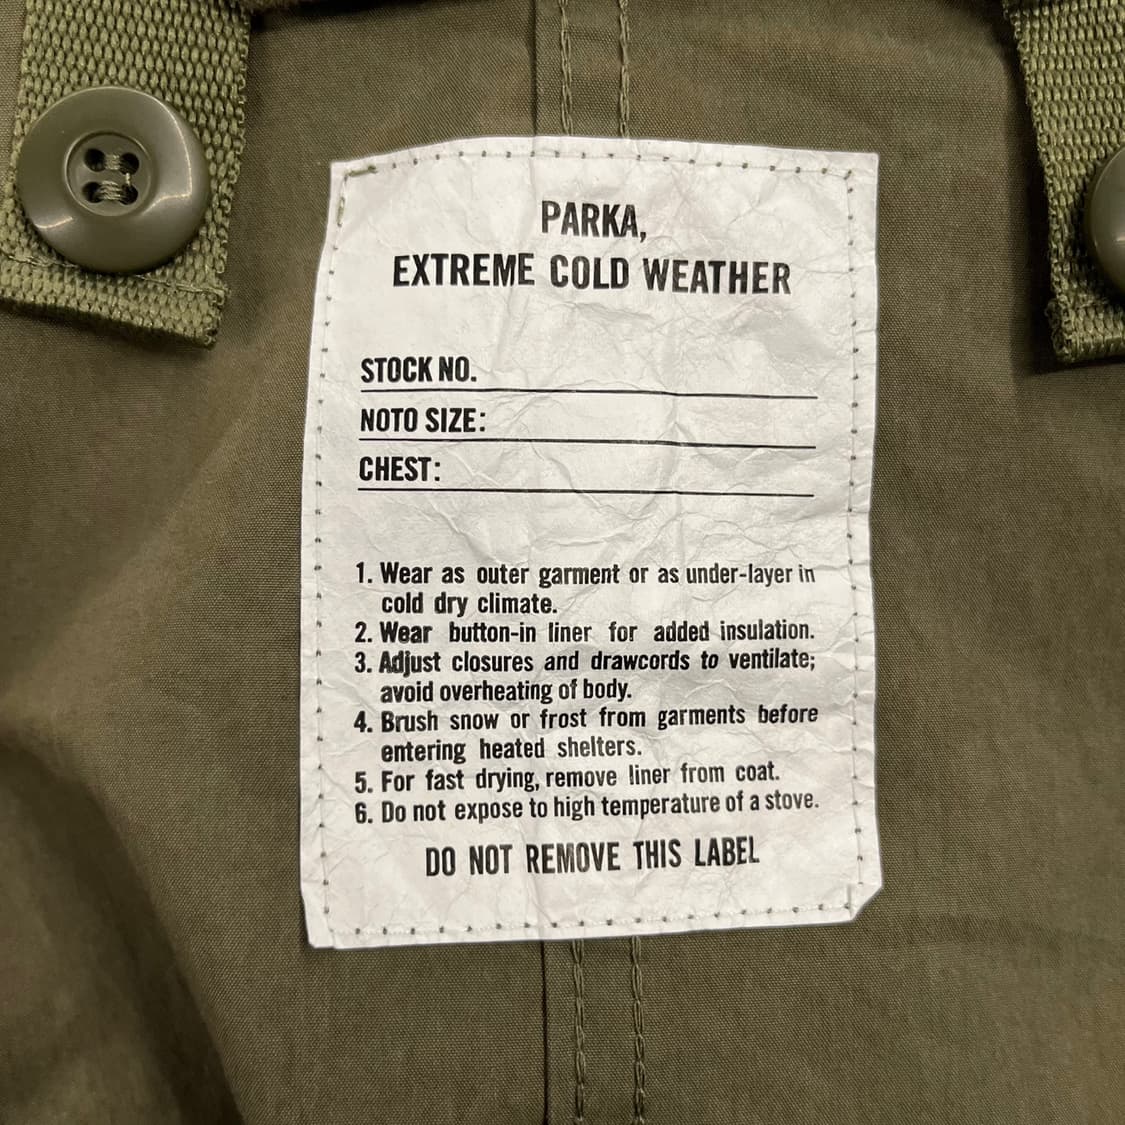 PARKA,
EXTREME COLD WEATHER
STOCK NO.
NOTO SIZE:
CHEST:
1. Wear as outer garment or as under-layer in
cold dry climate.
2. Wear button-in liner for added insulation.
3. Adjust closures and drawcords to ventilate;
avoid overheating of body.
4. Brush snow or frost from garments before
entering heated shelters.
5. For fast drying, remove liner from coat.
6. Do not expose to high temperature of a stove.
DO NOT REMOVE THIS LABEL